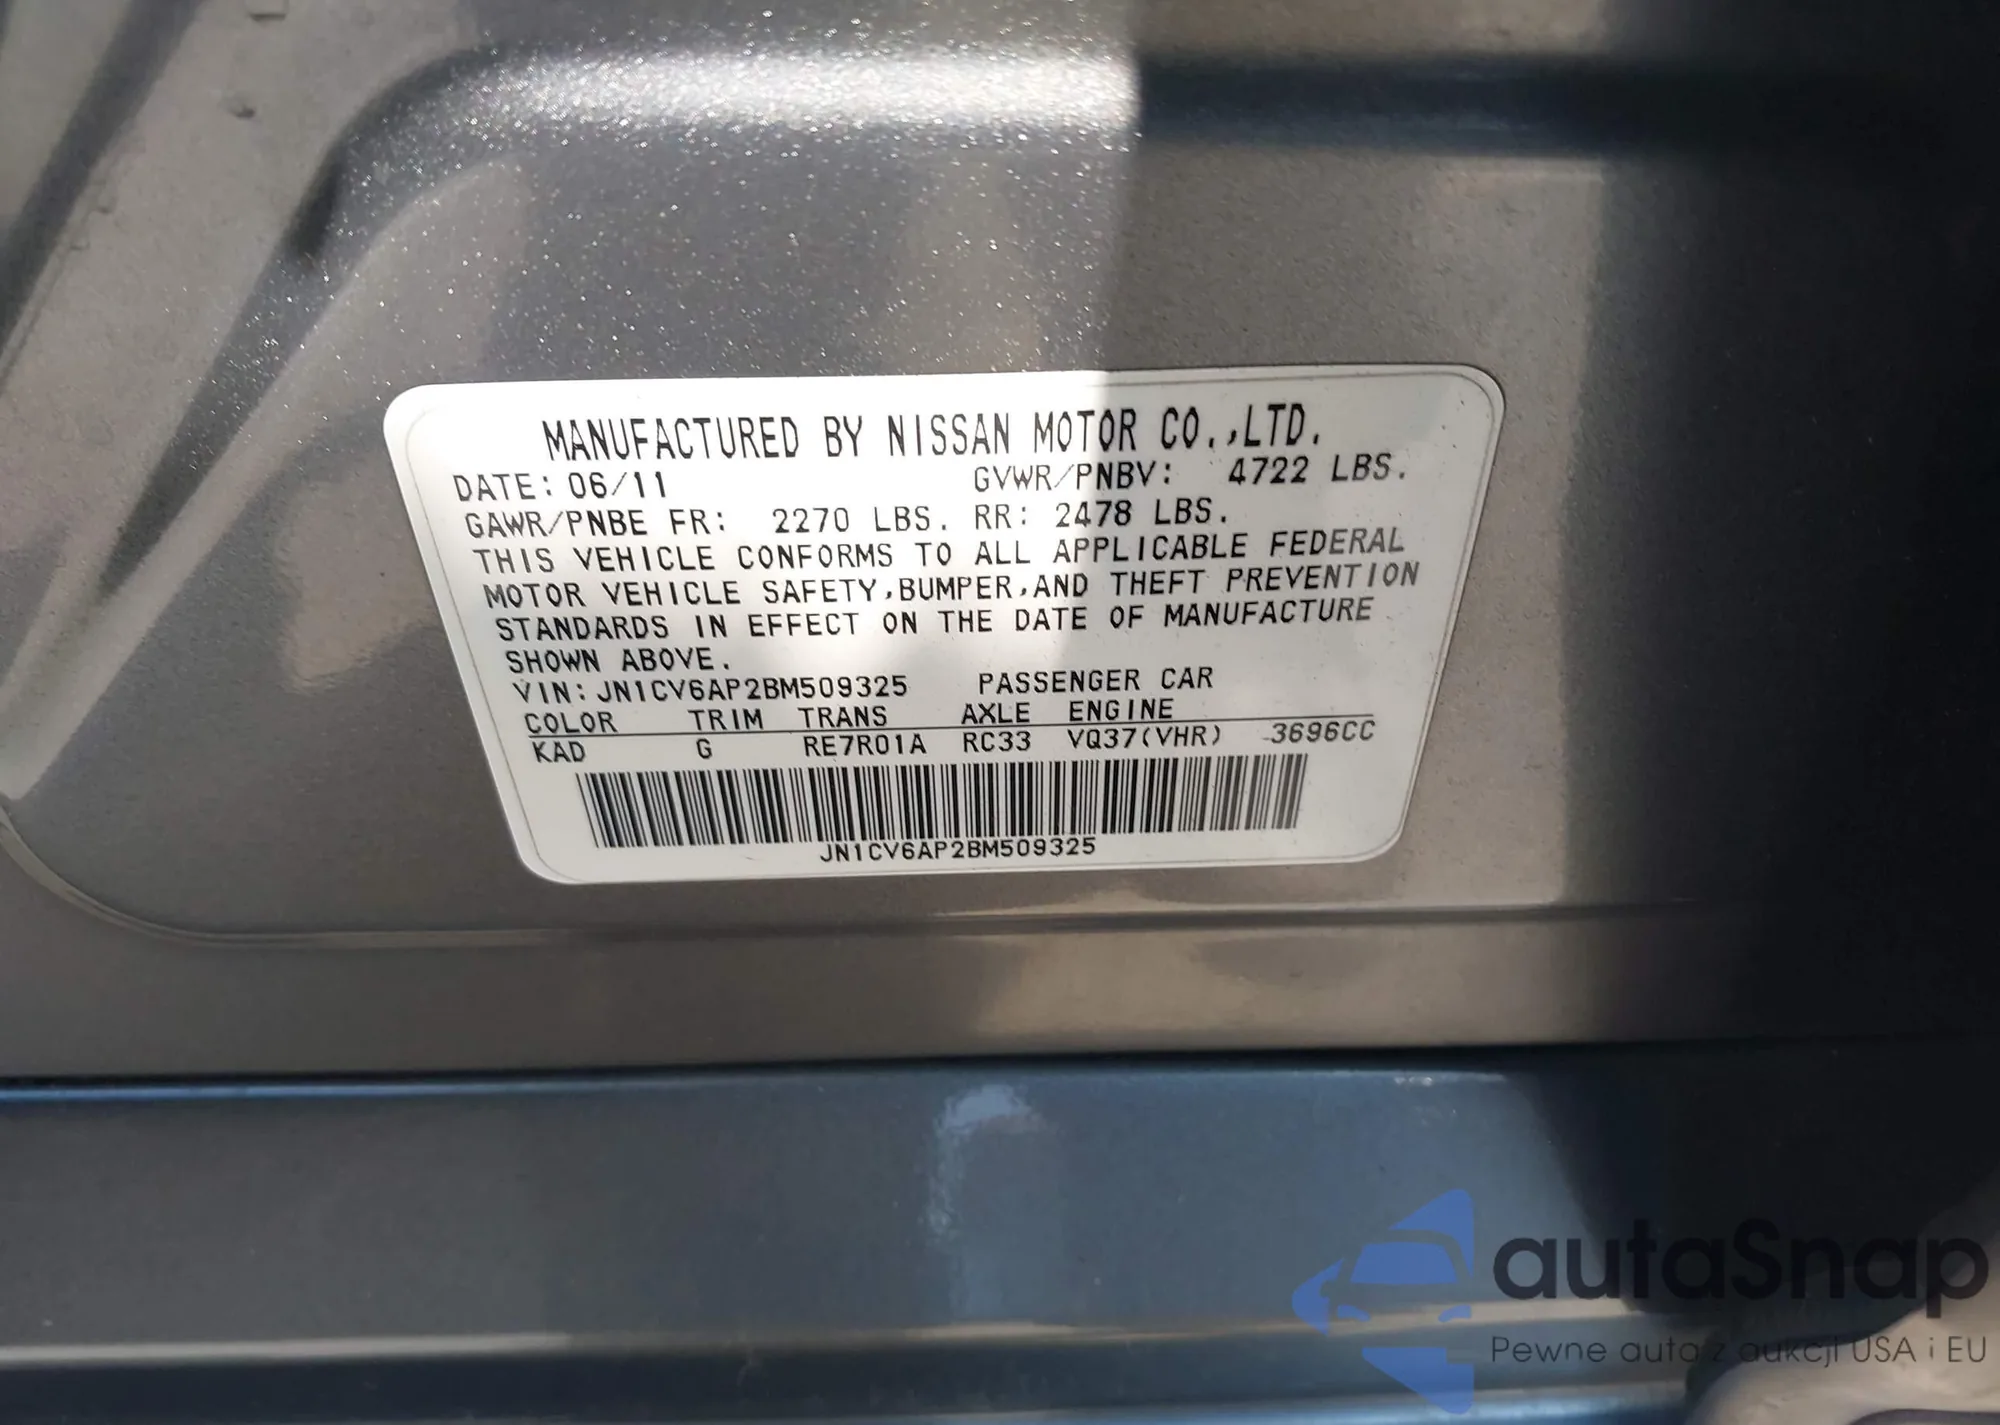 MANUFACTURED BY NISSAN MOTOR CO.,LTD.
DATE: 06/11 GVWR/PNBV: 4722 LBS.
GAWR/PNBE FR: 2270 LBS. RR: 2478 LBS.
THIS VEHICLE CONFORMS TO ALL APPLICABLE FEDERAL
MOTOR VEHICLE SAFETY,BUMPER,AND THEFT PREVENTION
STANDARDS IN EFFECT ON THE DATE OF MANUFACTURE
SHOWN ABOVE.
VIN: JN1CV6AP2BM509325 PASSENGER CAR
COLOR TRIM TRANS AXLE ENGINE
KAD G RE7R01A RC33 VQ37(VHR) 3696CC
JN1CV6AP2BM509325
autaSnap
Pewne auta z aukcji USA i EU